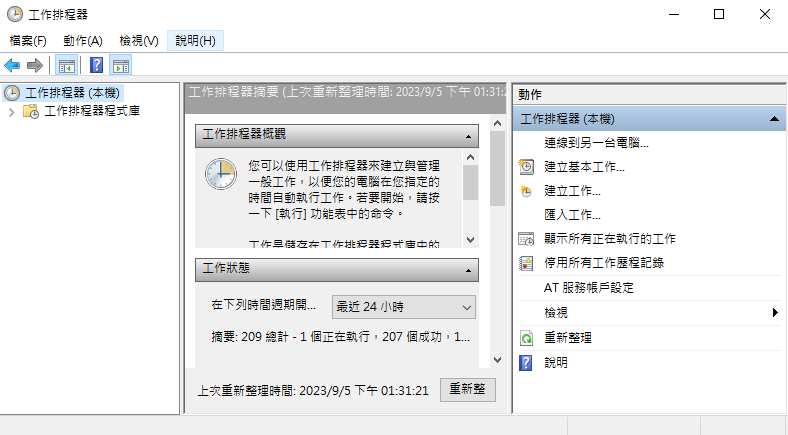 工作排程器
檔案(F) 動作(A) 檢視(V) 說明(H)
工作排程器 (本機)
工作排程器程式庫
工作排程器摘要 (上次重新整理時間: 2023/9/5 下午 01:31:2
工作排程器概觀
您可以使用工作排程器來建立與管理
一般工作，以便您的電腦在您指定的
時間自動執行工作。若要開始，請按
一下 [執行] 功能表中的命令。
工作是儲存在工作排程器程式庫中的
工作狀態
在下列時間週期開... 最近 24 小時
摘要: 209 總計 - 1 個正在執行，207 個成功，1...
上次重新整理時間: 2023/9/5 下午 01:31:21 重新整
動作
工作排程器 (本機)
連線到另一台電腦...
建立基本工作...
建立工作...
匯入工作...
顯示所有正在執行的工作
停用所有工作歷程記錄
AT 服務帳戶設定
檢視
重新整理
說明